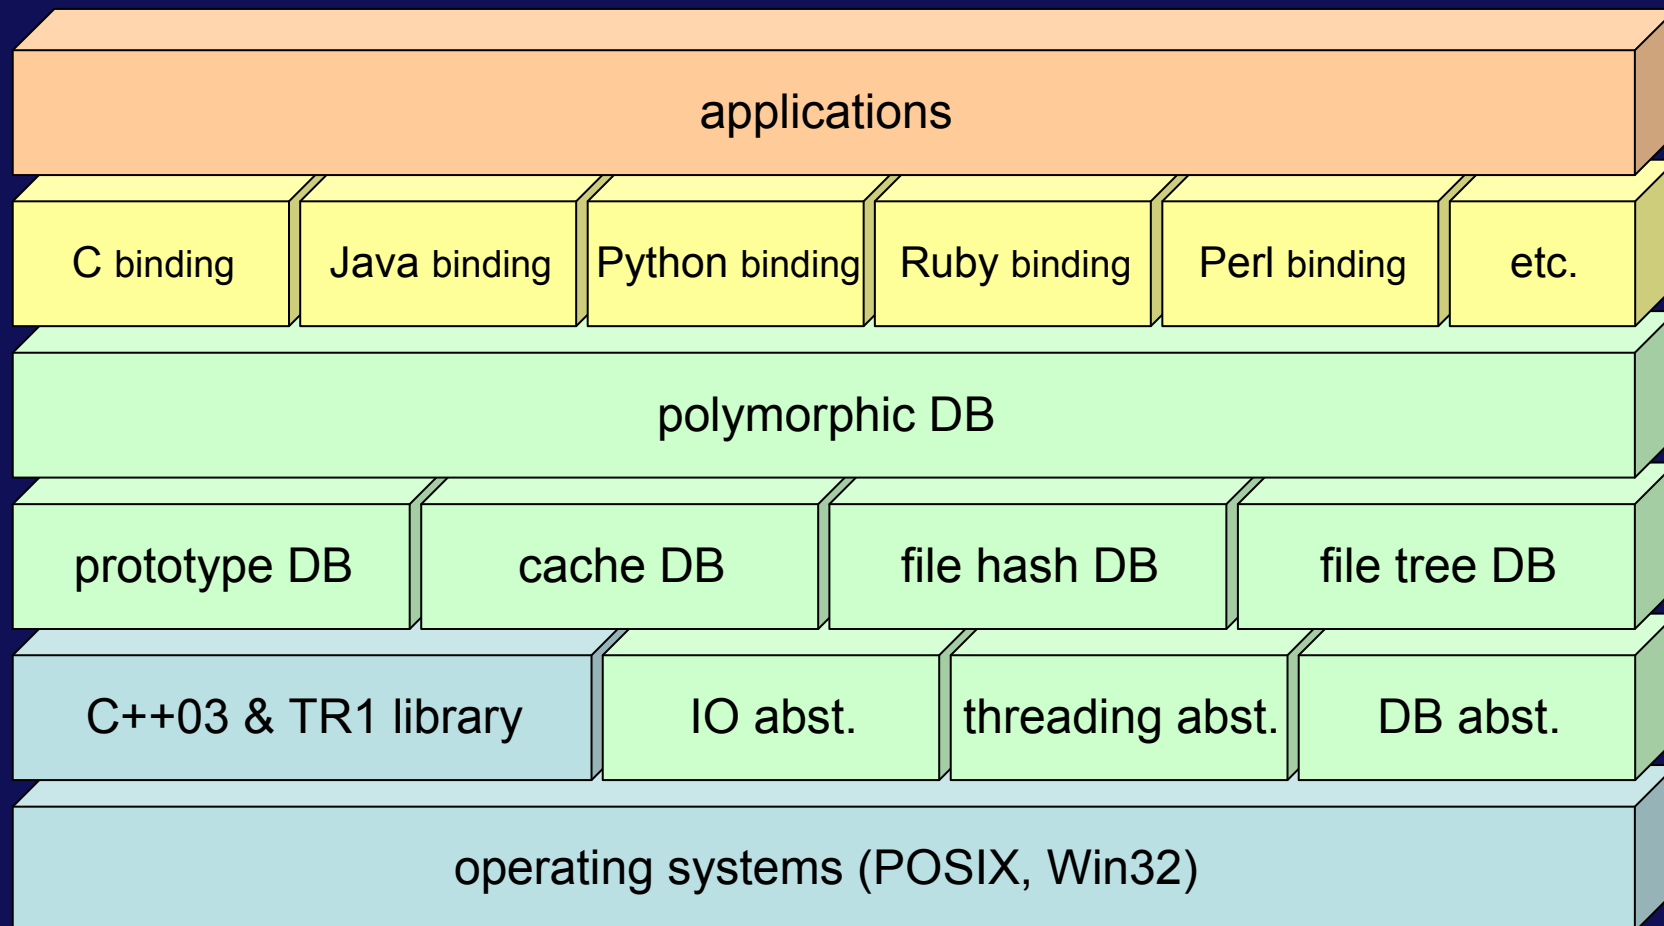 applications
C binding
Java binding
Python binding
Ruby binding
Perl binding
etc.
polymorphic DB
prototype DB
cache DB
file hash DB
file tree DB
C++03 & TR1 library
IO abst.
threading abst.
DB abst.
operating systems (POSIX, Win32)